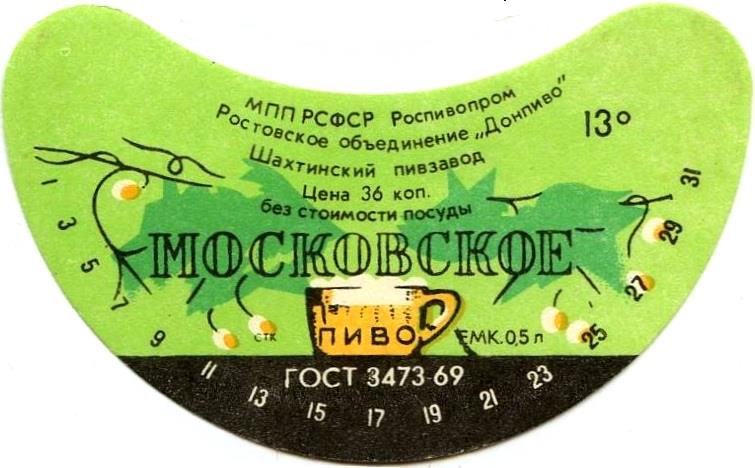 МПП РСФСР Роспивопром
Ростовское объединение „Донпиво"
13°
Шахтинский пивзавод
Цена 36 коп.
без стоимости посуды
МОСКОВСКОЕ
ПИВО
СТК
ЕМК. 0,5 л
ГОСТ 3473-69
1 3 5 7 9 11 13 15 17 19 21 23 25 27 29 31